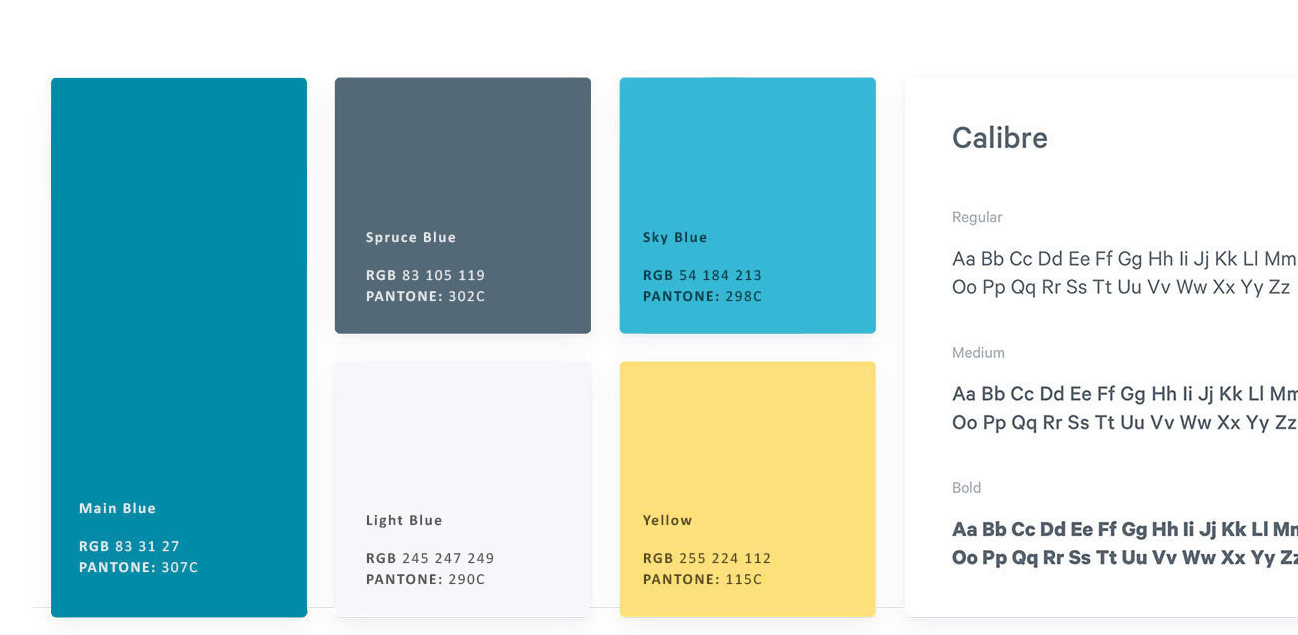 Main Blue
RGB 83 31 27
PANTONE: 307C
Spruce Blue
RGB 83 105 119
PANTONE: 302C
Light Blue
RGB 245 247 249
PANTONE: 290C
Sky Blue
RGB 54 184 213
PANTONE: 298C
Yellow
RGB 255 224 112
PANTONE: 115C
Calibre
Regular
Aa Bb Cc Dd Ee Ff Gg Hh Ii Jj Kk Ll Mm
Oo Pp Qq Rr Ss Tt Uu Vv Ww Xx Yy Zz
Medium
Aa Bb Cc Dd Ee Ff Gg Hh Ii Jj Kk Ll Mm
Oo Pp Qq Rr Ss Tt Uu Vv Ww Xx Yy Zz
Bold
Aa Bb Cc Dd Ee Ff Gg Hh Ii Jj Kk Ll Mm
Oo Pp Qq Rr Ss Tt Uu Vv Ww Xx Yy Zz